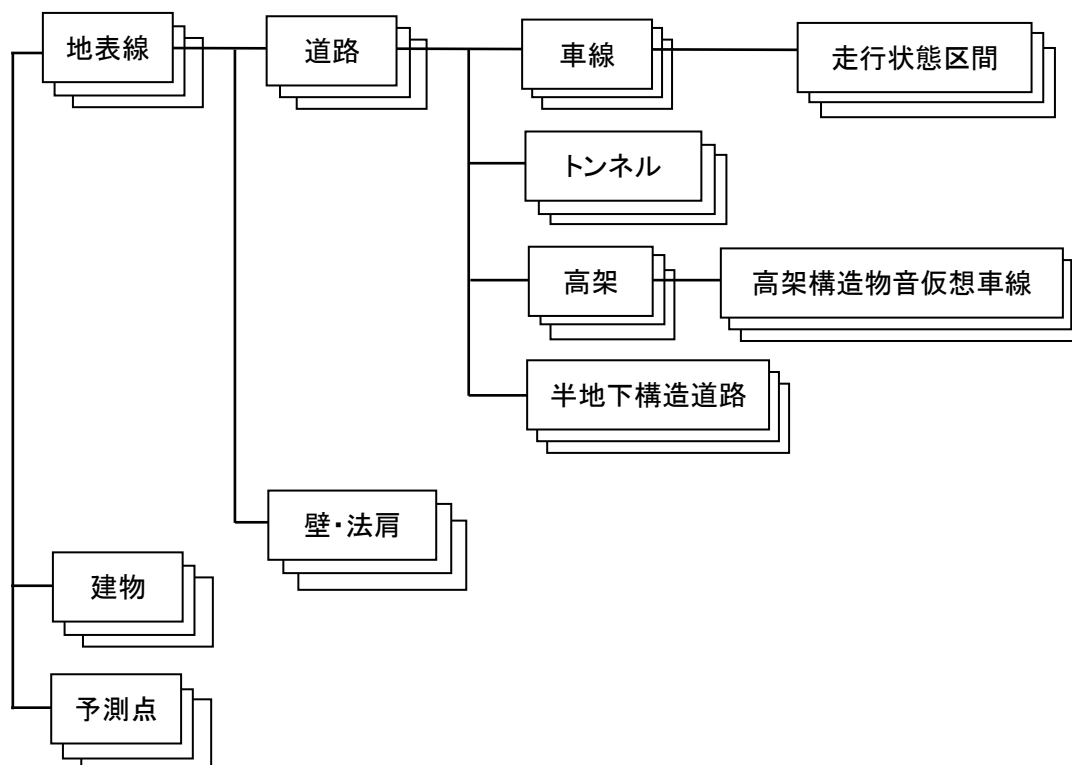 地表線
道路
車線
走行状態区間
トンネル
高架
高架構造物音仮想車線
半地下構造道路
壁・法肩
建物
予測点